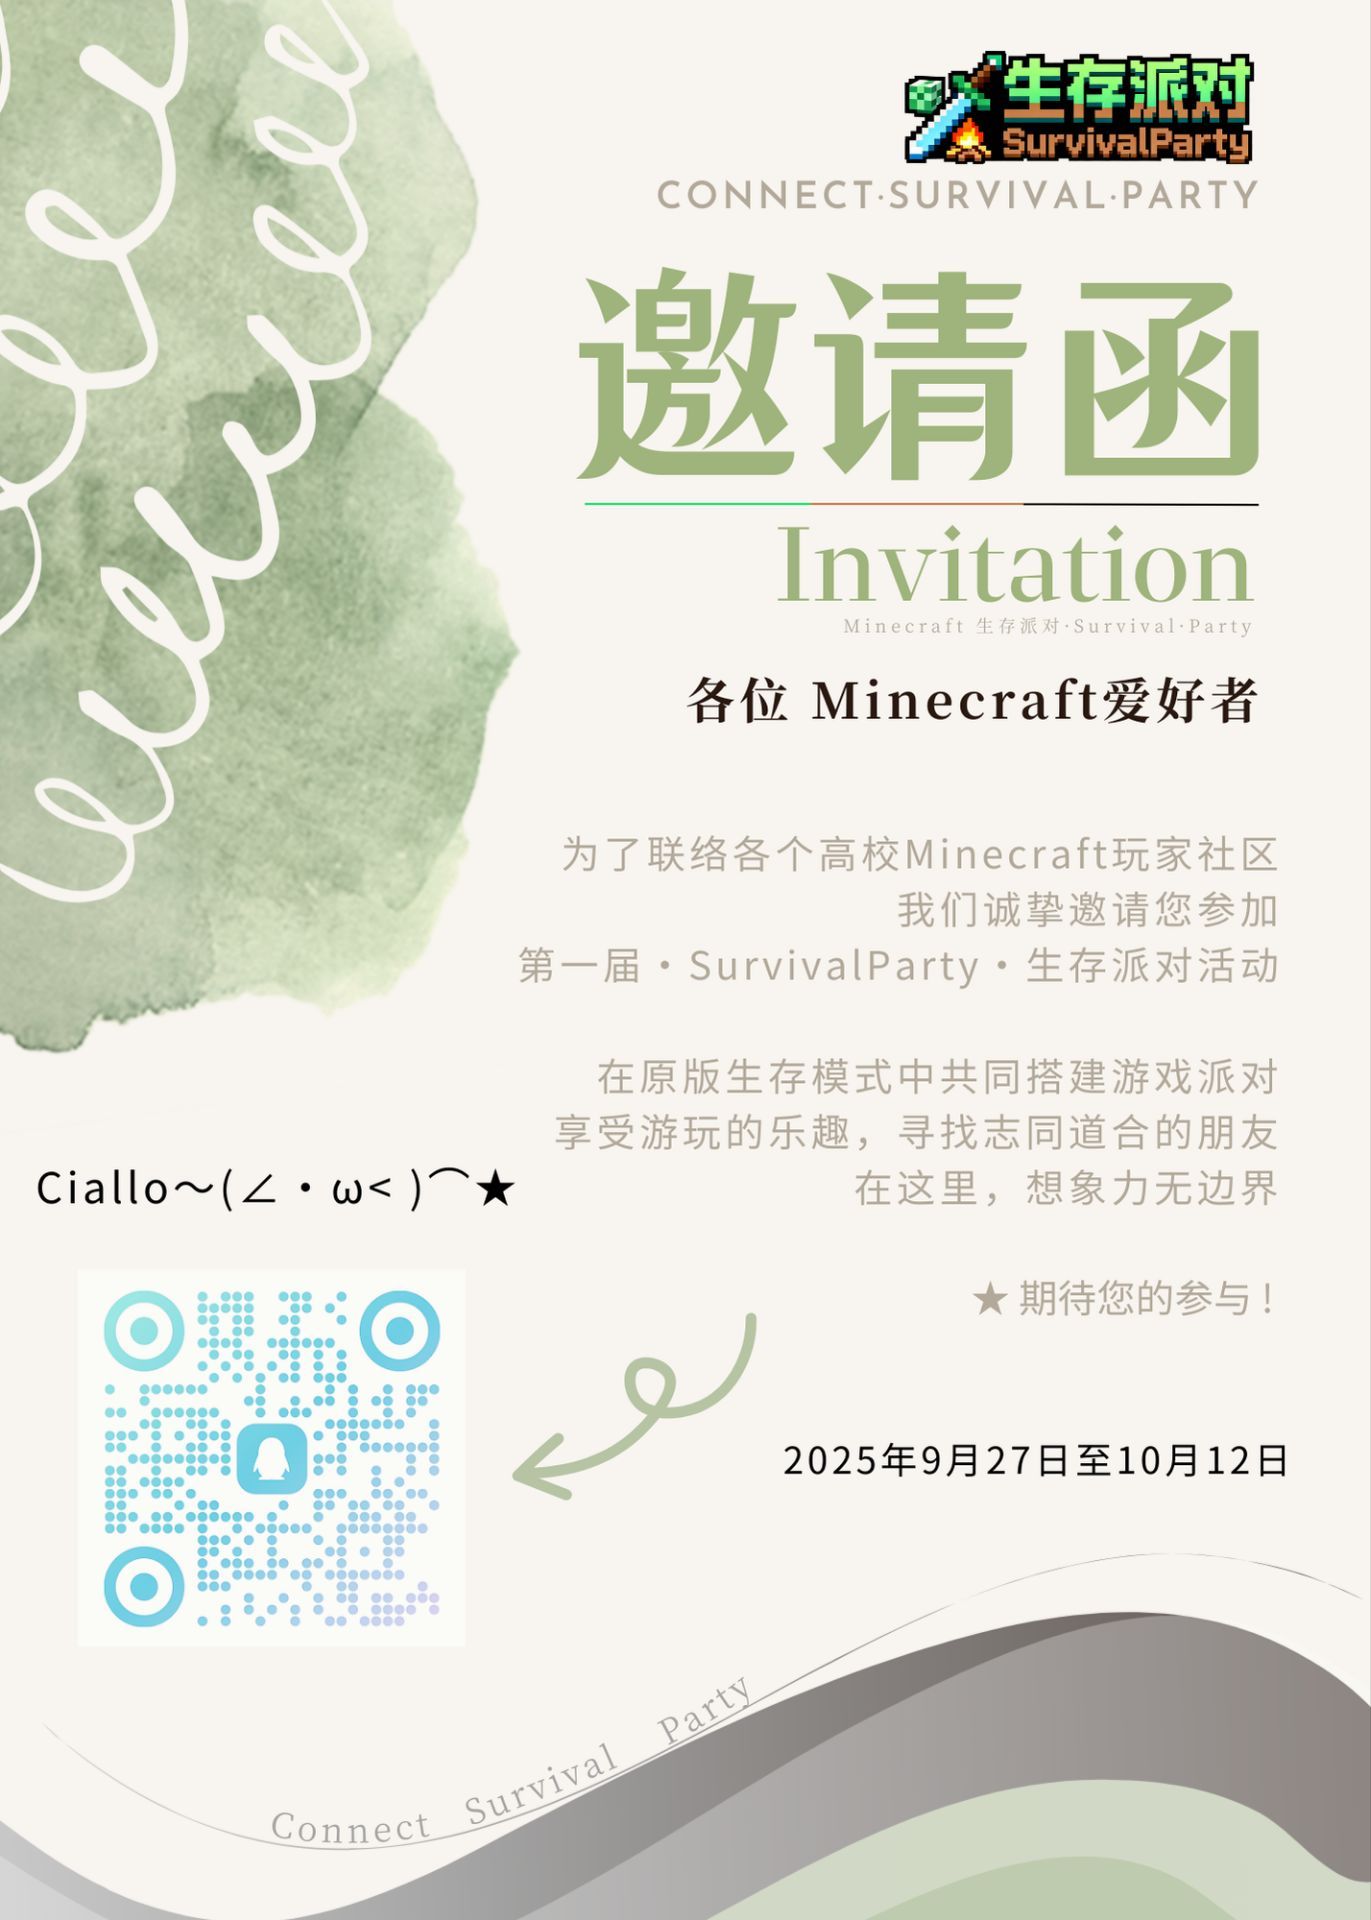 生存派对
SurvivalParty
CONNECT·SURVIVAL·PARTY
邀请函
Invitation
Minecraft 生存派对·Survival·Party
各位 Minecraft爱好者
为了联络各个高校Minecraft玩家社区
我们诚挚邀请您参加
第一届·SurvivalParty·生存派对活动
在原版生存模式中共同搭建游戏派对
享受游玩的乐趣，寻找志同道合的朋友
在这里，想象力无边界
Ciallo～(∠・ω< )⌒★
★ 期待您的参与！
2025年9月27日至10月12日
Connect Survival Party